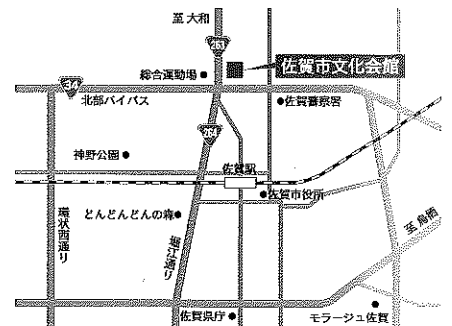 至 大和
263
佐賀市文化会館
総合運動場
34
北部バイパス
佐賀警察署
264
神野公園
佐賀駅
佐賀市役所
どんどんどんの森
環状西通り
堀江通り
至 鳥栖
佐賀県庁
モラージュ佐賀